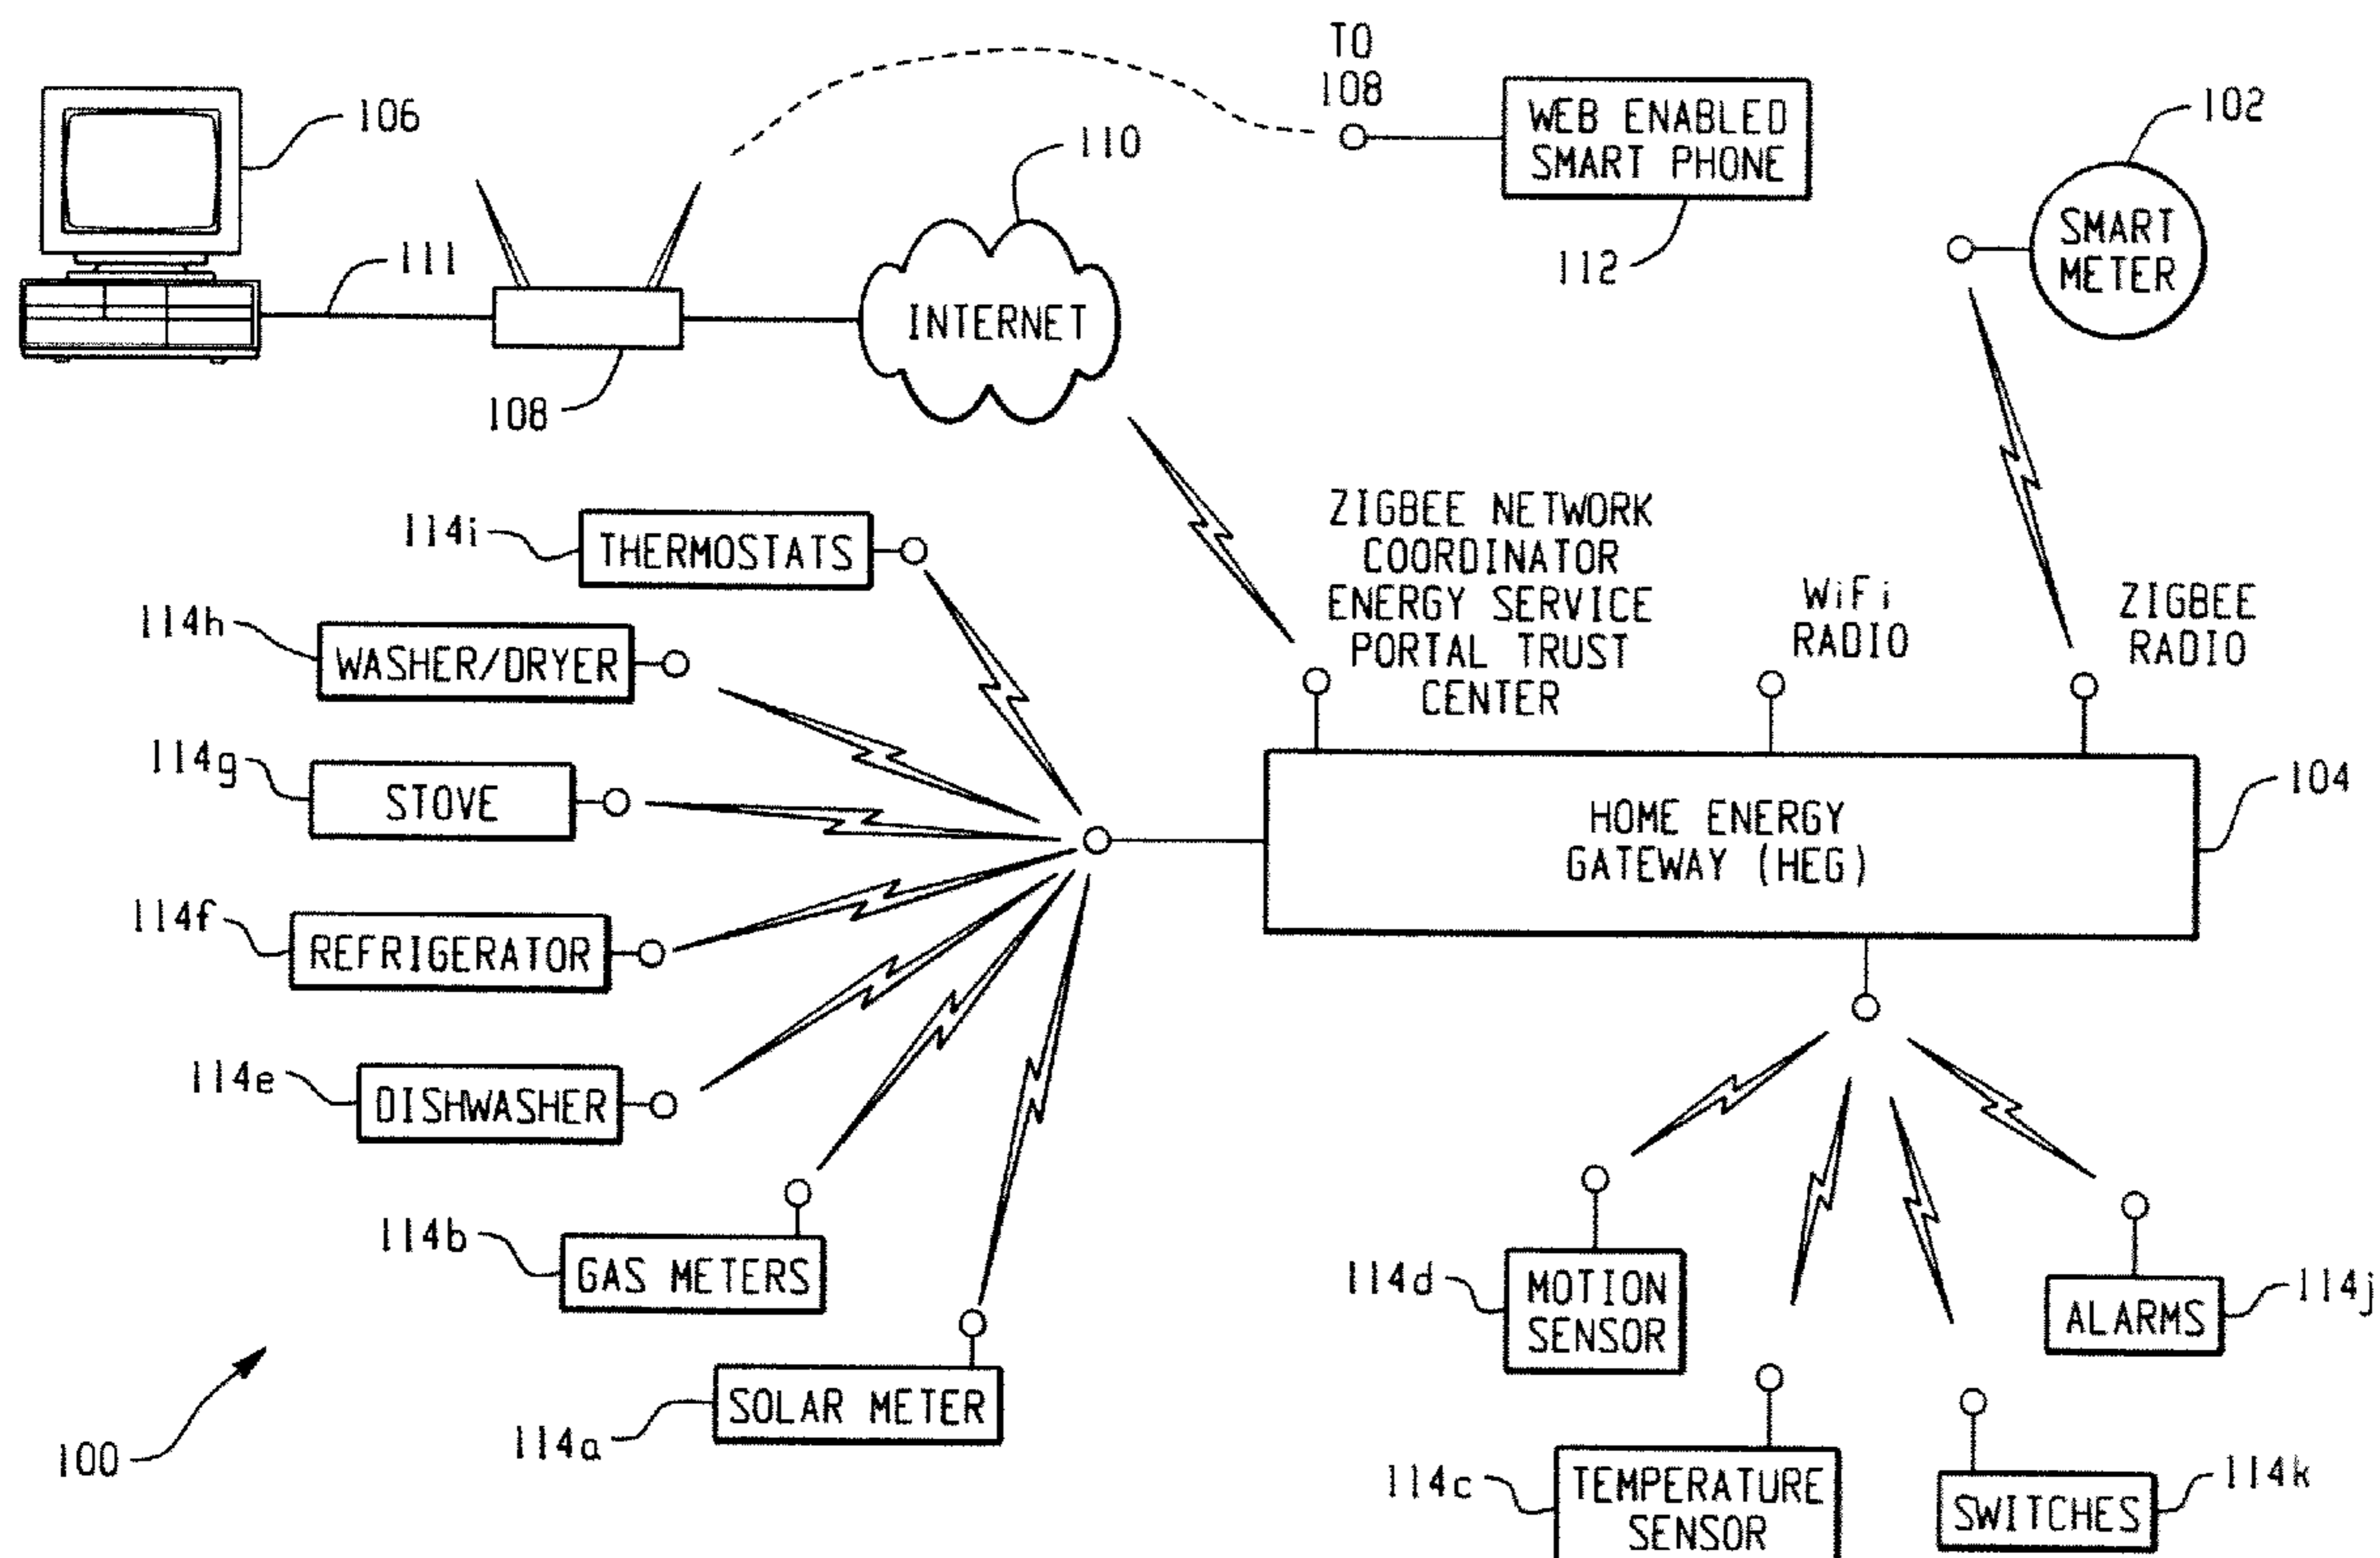 TO
108
106
110
WEB ENABLED
SMART PHONE
102
111
112
SMART
METER
INTERNET
108
ZIGBEE NETWORK
COORDINATOR
ENERGY SERVICE
PORTAL TRUST
CENTER
WiFi
RADIO
ZIGBEE
RADIO
114i
THERMOSTATS
114h
WASHER/DRYER
114g
STOVE
104
HOME ENERGY
GATEWAY (HEG)
114f
REFRIGERATOR
114e
DISHWASHER
114b
GAS METERS
114a
SOLAR METER
100
114d
MOTION
SENSOR
114j
ALARMS
114c
TEMPERATURE
SENSOR
114k
SWITCHES